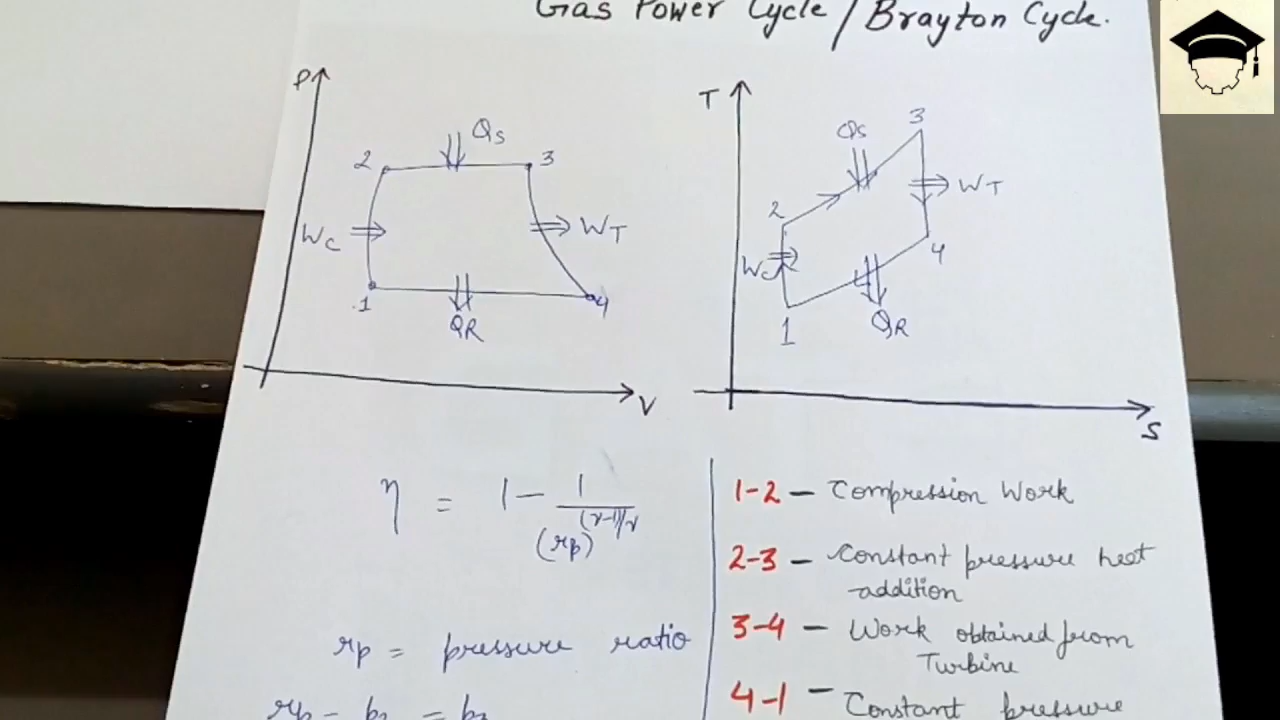 Gas Power Cycle / Brayton Cycle.
P
2
Qs
3
Wc
WT
1
QR
4
V
T
3
Qs
2
WT
Wc
4
1
QR
S
η = 1 - 1 / (rp)^(γ-1)/γ
rp = pressure ratio
1-2 - Compression Work
2-3 - Constant pressure heet
addition
3-4 - Work obtained from
Turbine
4-1 - Constant pressure